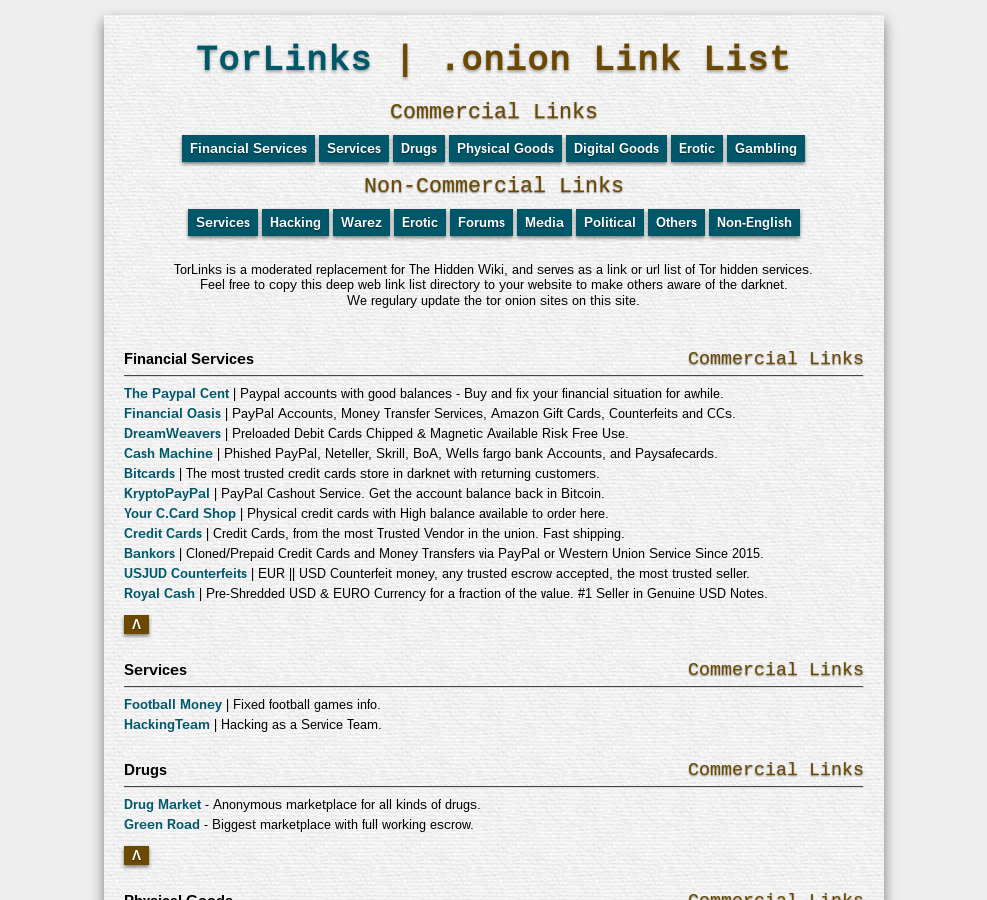 TorLinks | .onion Link List
Commercial Links
Financial Services Services Drugs Physical Goods Digital Goods Erotic Gambling
Non-Commercial Links
Services Hacking Warez Erotic Forums Media Political Others Non-English
TorLinks is a moderated replacement for The Hidden Wiki, and serves as a link or url list of Tor hidden services.
Feel free to copy this deep web link list directory to your website to make others aware of the darknet.
We regulary update the tor onion sites on this site.
Financial Services Commercial Links
The Paypal Cent | Paypal accounts with good balances - Buy and fix your financial situation for awhile.
Financial Oasis | PayPal Accounts, Money Transfer Services, Amazon Gift Cards, Counterfeits and CCs.
DreamWeavers | Preloaded Debit Cards Chipped & Magnetic Available Risk Free Use.
Cash Machine | Phished PayPal, Neteller, Skrill, BoA, Wells fargo bank Accounts, and Paysafecards.
Bitcards | The most trusted credit cards store in darknet with returning customers.
KryptoPayPal | PayPal Cashout Service. Get the account balance back in Bitcoin.
Your C.Card Shop | Physical credit cards with High balance available to order here.
Credit Cards | Credit Cards, from the most Trusted Vendor in the union. Fast shipping.
Bankors | Cloned/Prepaid Credit Cards and Money Transfers via PayPal or Western Union Service Since 2015.
USJUD Counterfeits | EUR || USD Counterfeit money, any trusted escrow accepted, the most trusted seller.
Royal Cash | Pre-Shredded USD & EURO Currency for a fraction of the value. #1 Seller in Genuine USD Notes.
Λ
Services Commercial Links
Football Money | Fixed football games info.
HackingTeam | Hacking as a Service Team.
Drugs Commercial Links
Drug Market - Anonymous marketplace for all kinds of drugs.
Green Road - Biggest marketplace with full working escrow.
Λ
Physical Goods Commercial Links